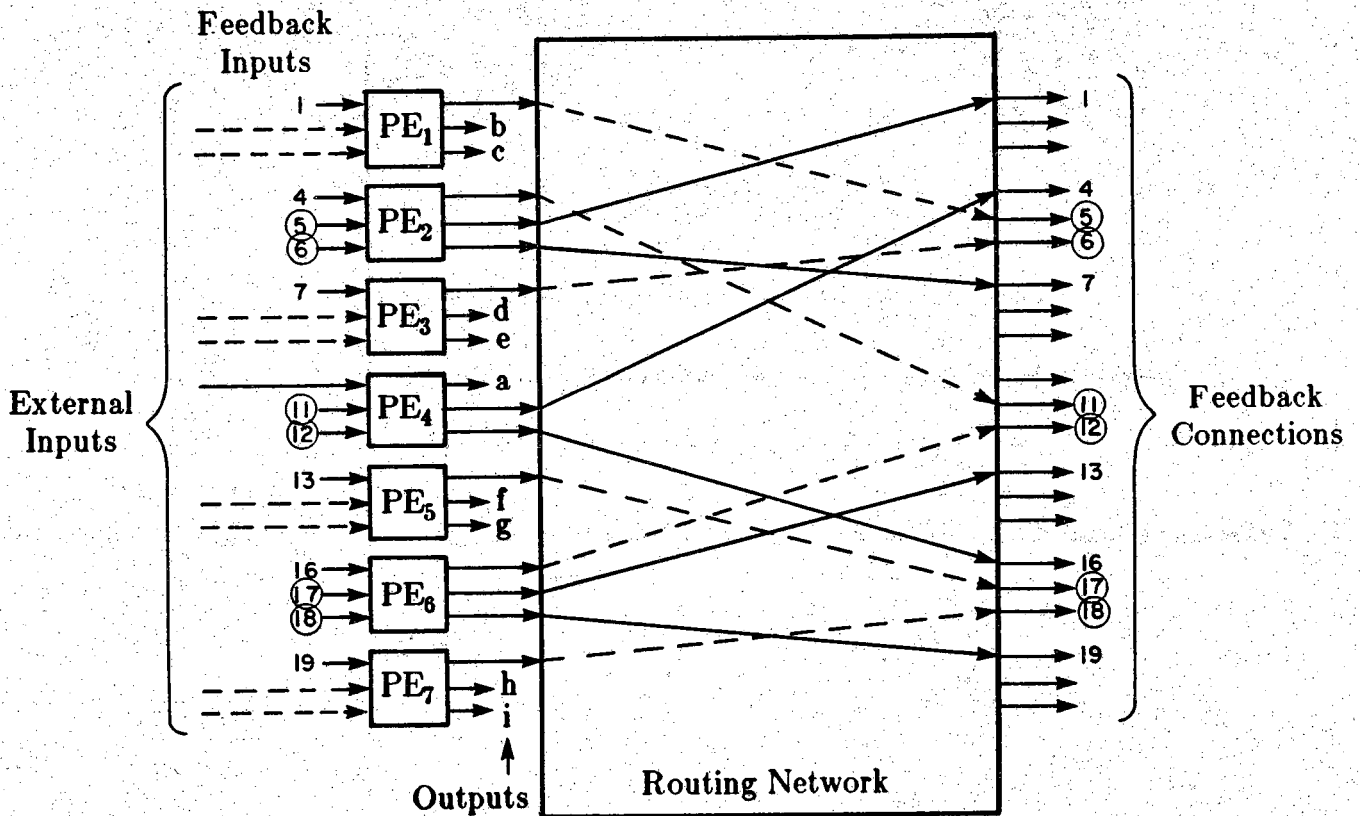 Feedback
Inputs
1
PE1
b
c
4
5
6
PE2
7
PE3
d
e
a
11
12
PE4
13
PE5
f
g
16
17
18
PE6
19
PE7
h
i
External
Inputs
Outputs
Routing Network
1
4
5
6
7
11
12
13
16
17
18
19
Feedback
Connections